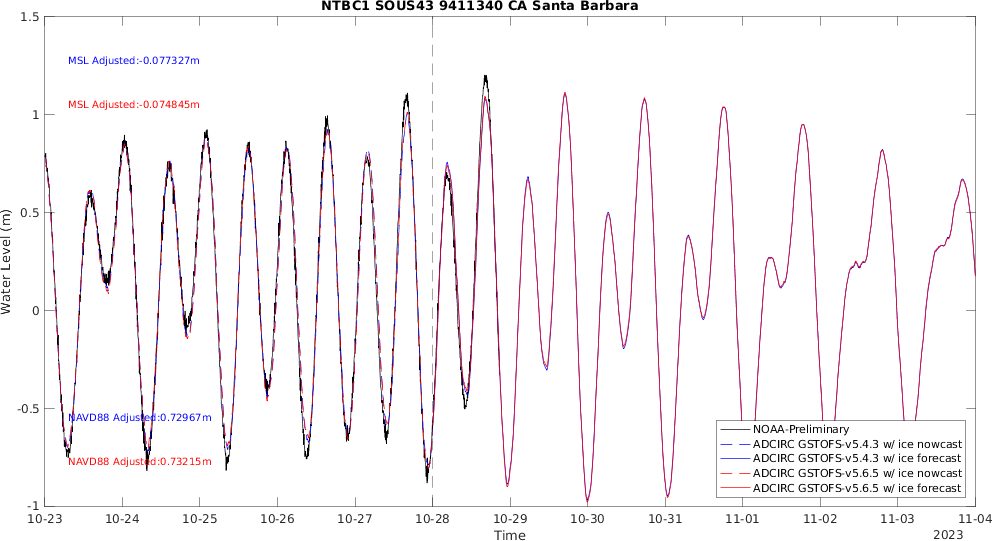 NTBC1 SOUS43 9411340 CA Santa Barbara
1.5
1
0.5
0
-0.5
-1
Water Level (m)
MSL Adjusted:-0.077327m
MSL Adjusted:-0.074845m
NAVD88 Adjusted:0.72967m
NAVD88 Adjusted:0.73215m
NOAA-Preliminary
ADCIRC GSTOFS-v5.4.3 w/ ice nowcast
ADCIRC GSTOFS-v5.4.3 w/ ice forecast
ADCIRC GSTOFS-v5.6.5 w/ ice nowcast
ADCIRC GSTOFS-v5.6.5 w/ ice forecast
10-23 10-24 10-25 10-26 10-27 10-28 10-29 10-30 10-31 11-01 11-02 11-03 11-04
Time
2023